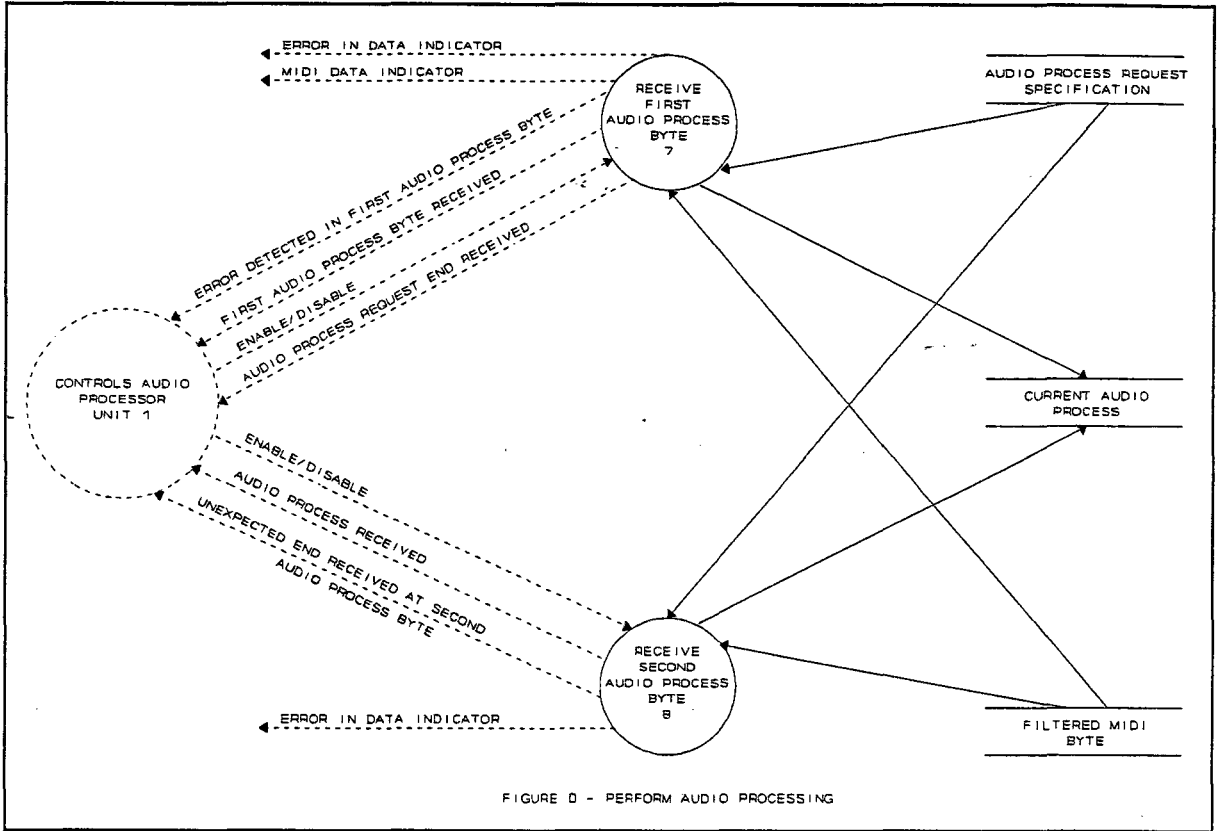 ERROR IN DATA INDICATOR
MIDI DATA INDICATOR
RECEIVE
FIRST
AUDIO PROCESS
BYTE
7
AUDIO PROCESS REQUEST
SPECIFICATION
ERROR DETECTED IN FIRST AUDIO PROCESS BYTE
FIRST AUDIO PROCESS BYTE RECEIVED
ENABLE/DISABLE
AUDIO PROCESS REQUEST END RECEIVED
CONTROLS AUDIO
PROCESSOR
UNIT 1
CURRENT AUDIO
PROCESS
ENABLE/DISABLE
AUDIO PROCESS RECEIVED
UNEXPECTED END RECEIVED AT SECOND
AUDIO PROCESS BYTE
RECEIVE
SECOND
AUDIO PROCESS
BYTE
8
ERROR IN DATA INDICATOR
FILTERED MIDI
BYTE
FIGURE D - PERFORM AUDIO PROCESSING